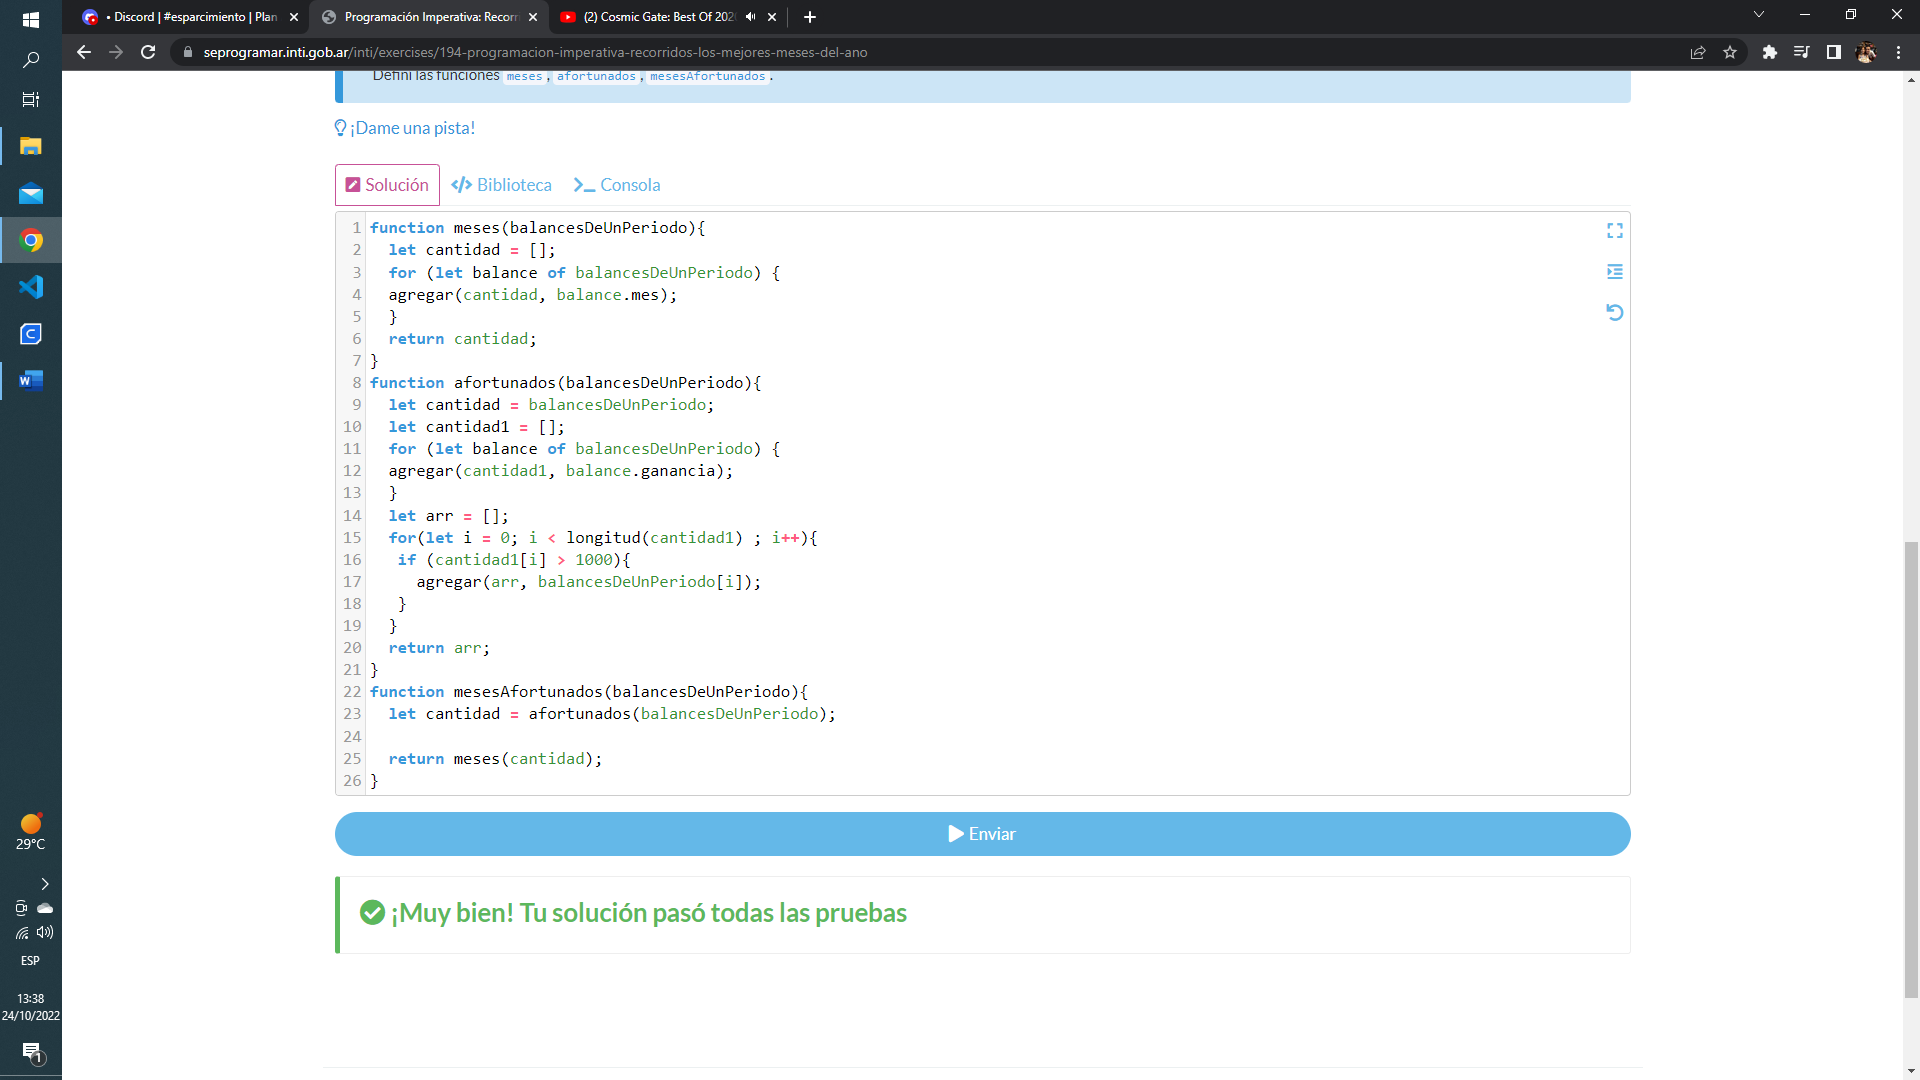 • Discord | #esparcimiento | Plan
Programación Imperativa: Recorr
(2) Cosmic Gate: Best Of 202
seprogramar.inti.gob.ar/inti/exercises/194-programacion-imperativa-recorridos-los-mejores-meses-del-ano
Definí las funciones meses, afortunados, mesesAfortunados.
¡Dame una pista!
Solución
Biblioteca
Consola
1 function meses(balancesDeUnPeriodo){
2 let cantidad = [];
3 for (let balance of balancesDeUnPeriodo) {
4 agregar(cantidad, balance.mes);
5 }
6 return cantidad;
7 }
8 function afortunados(balancesDeUnPeriodo){
9 let cantidad = balancesDeUnPeriodo;
10 let cantidad1 = [];
11 for (let balance of balancesDeUnPeriodo) {
12 agregar(cantidad1, balance.ganancia);
13 }
14 let arr = [];
15 for(let i = 0; i < longitud(cantidad1) ; i++){
16 if (cantidad1[i] > 1000){
17 agregar(arr, balancesDeUnPeriodo[i]);
18 }
19 }
20 return arr;
21 }
22 function mesesAfortunados(balancesDeUnPeriodo){
23 let cantidad = afortunados(balancesDeUnPeriodo);
24
25 return meses(cantidad);
26 }
Enviar
¡Muy bien! Tu solución pasó todas las pruebas
29°C
ESP
13:38
24/10/2022
1